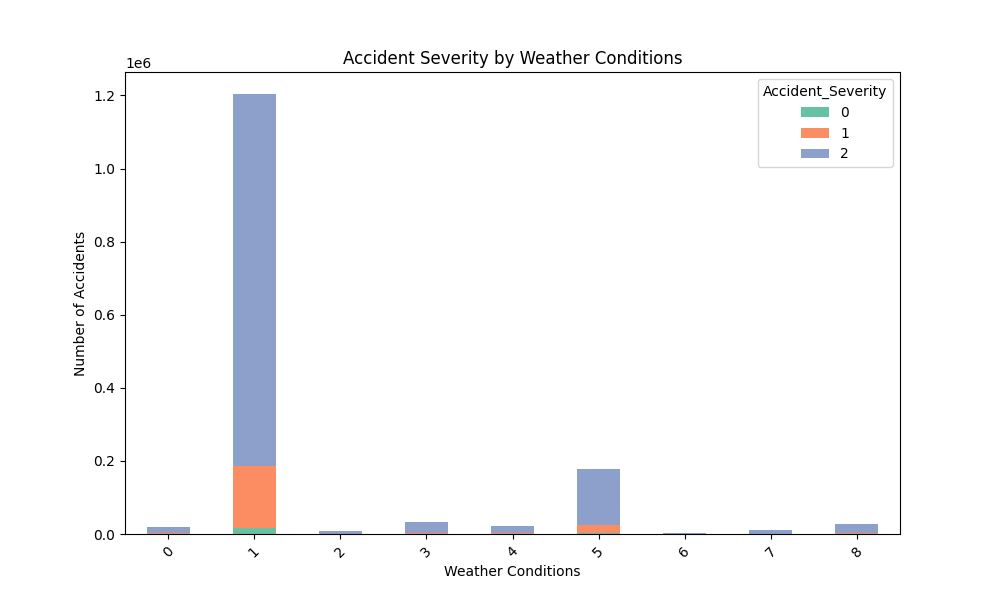 Accident Severity by Weather Conditions
1e6
Accident_Severity
0
1
2
1.2
1.0
0.8
0.6
0.4
0.2
0.0
Number of Accidents
0 1 2 3 4 5 6 7 8
Weather Conditions